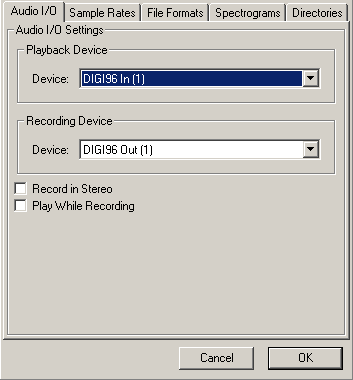 Audio I/O Sample Rates File Formats Spectrograms Directories
Audio I/O Settings
Playback Device
Device: DIGI96 In (1)
Recording Device
Device: DIGI96 Out (1)
Record in Stereo
Play While Recording
Cancel OK